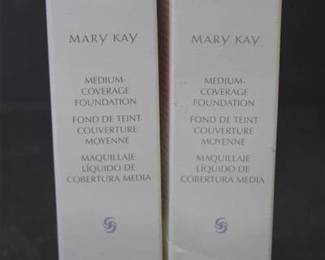 MARY KAY
MEDIUM-
COVERAGE
FOUNDATION
FOND DE TEINT
COUVERTURE
MOYENNE
MAQUILLAJE
LÍQUIDO DE
COBERTURA MEDIA
MARY KAY
MEDIUM-
COVERAGE
FOUNDATION
FOND DE TEINT
COUVERTURE
MOYENNE
MAQUILLAJE
LÍQUIDO DE
COBERTURA MEDIA